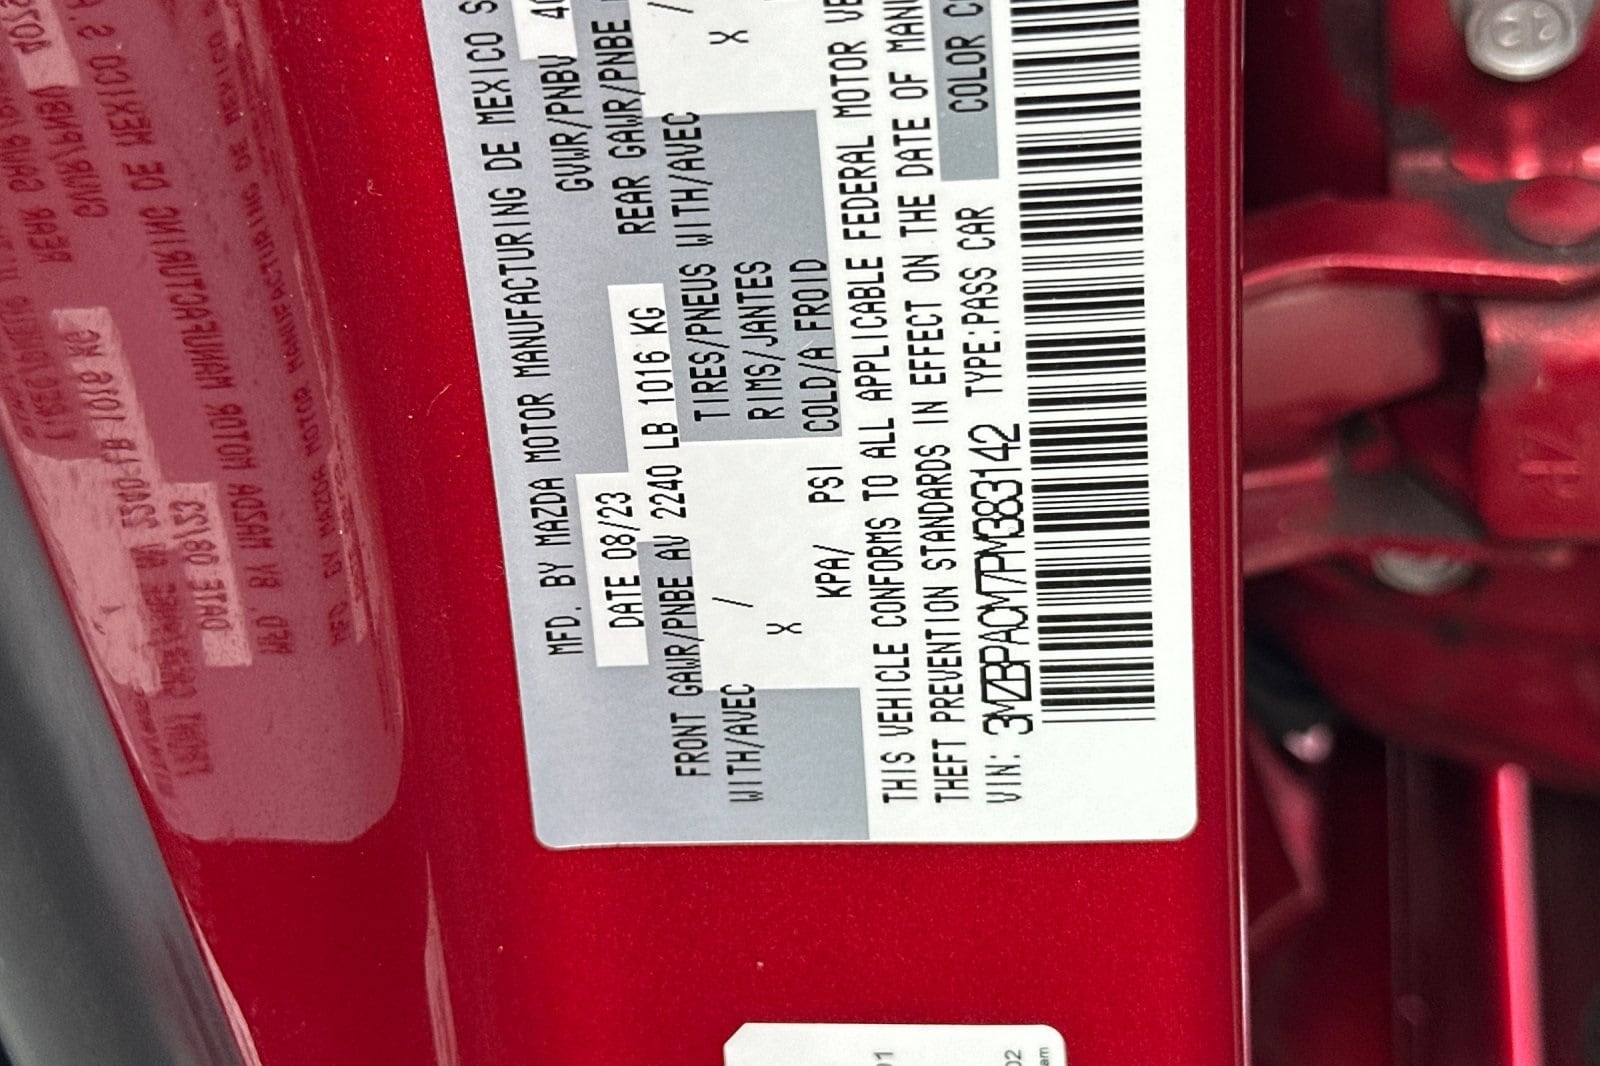 MFD. BY MAZDA MOTOR MANUFACTURING DE MEXICO S
DATE 08/23 GVWR/PNBV
FRONT GAWR/PNBE AV 2240 LB 1016 KG REAR GAWR/PNBE
WITH/AVEC / TIRES/PNEUS WITH/AVEC /
X RIMS/JANTES X
KPA/ PSI COLD/A FROID
THIS VEHICLE CONFORMS TO ALL APPLICABLE FEDERAL MOTOR VE
THEFT PREVENTION STANDARDS IN EFFECT ON THE DATE OF MANU
VIN: 3MZBPACM7PM383142 TYPE:PASS CAR COLOR C